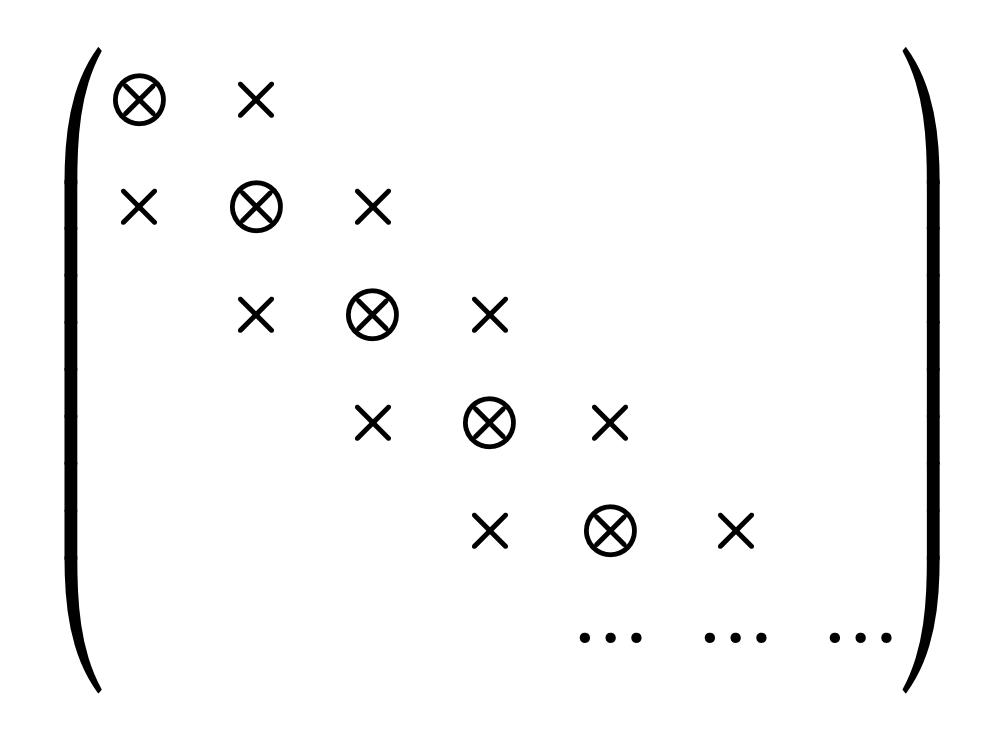 ⊗ ×
× ⊗ ×
× ⊗ ×
× ⊗ ×
× ⊗ ×
... ... ...